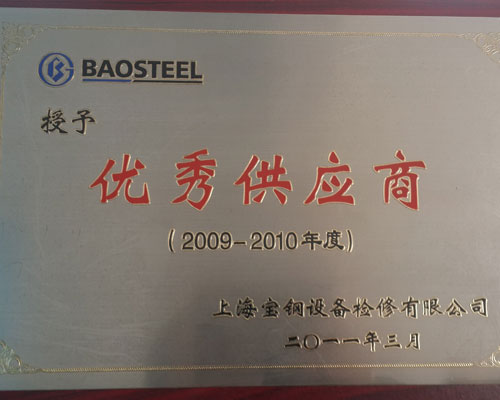 BAOSTEEL
授予
优秀供应商
(2009-2010年度)
上海宝钢设备检修有限公司
二〇一一年三月